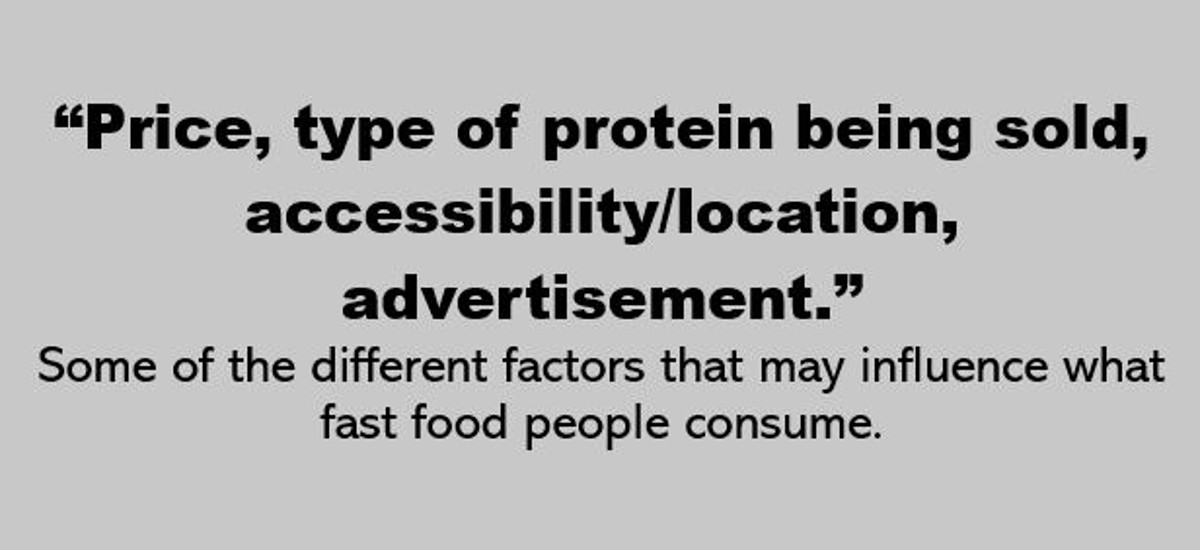 “Price, type of protein being sold,
accessibility/location,
advertisement.”
Some of the different factors that may influence what
fast food people consume.